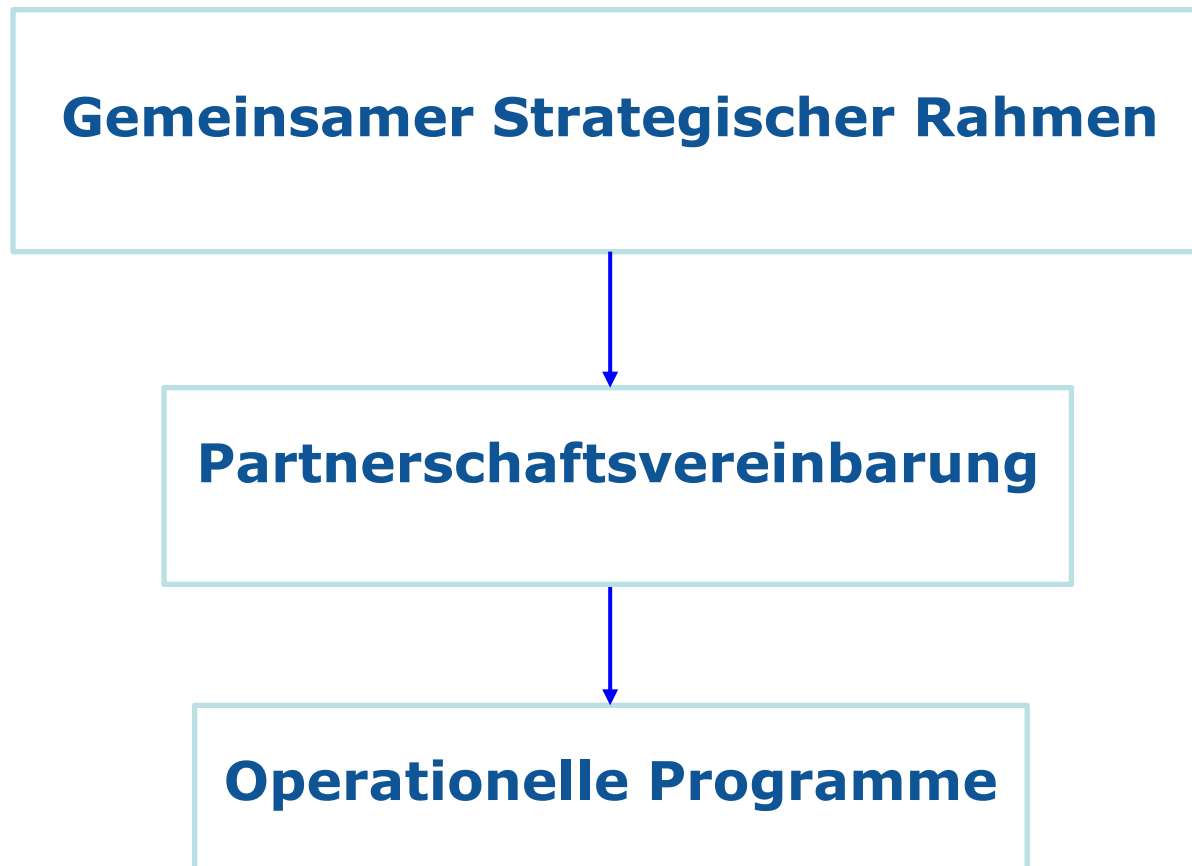 Gemeinsamer Strategischer Rahmen
Partnerschaftsvereinbarung
Operationelle Programme